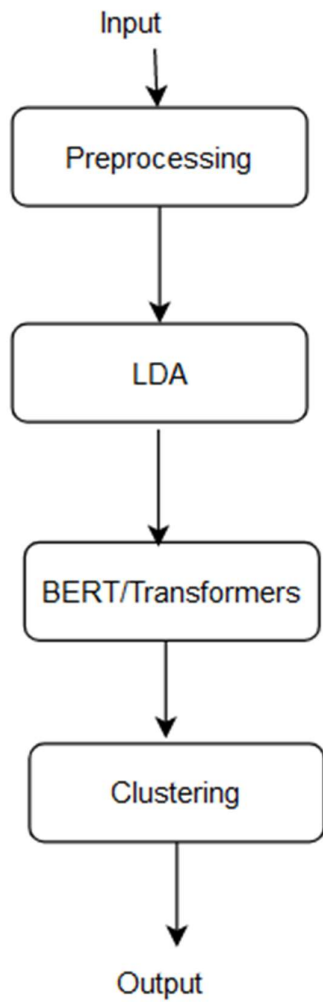 Input
Preprocessing
LDA
BERT/Transformers
Clustering
Output